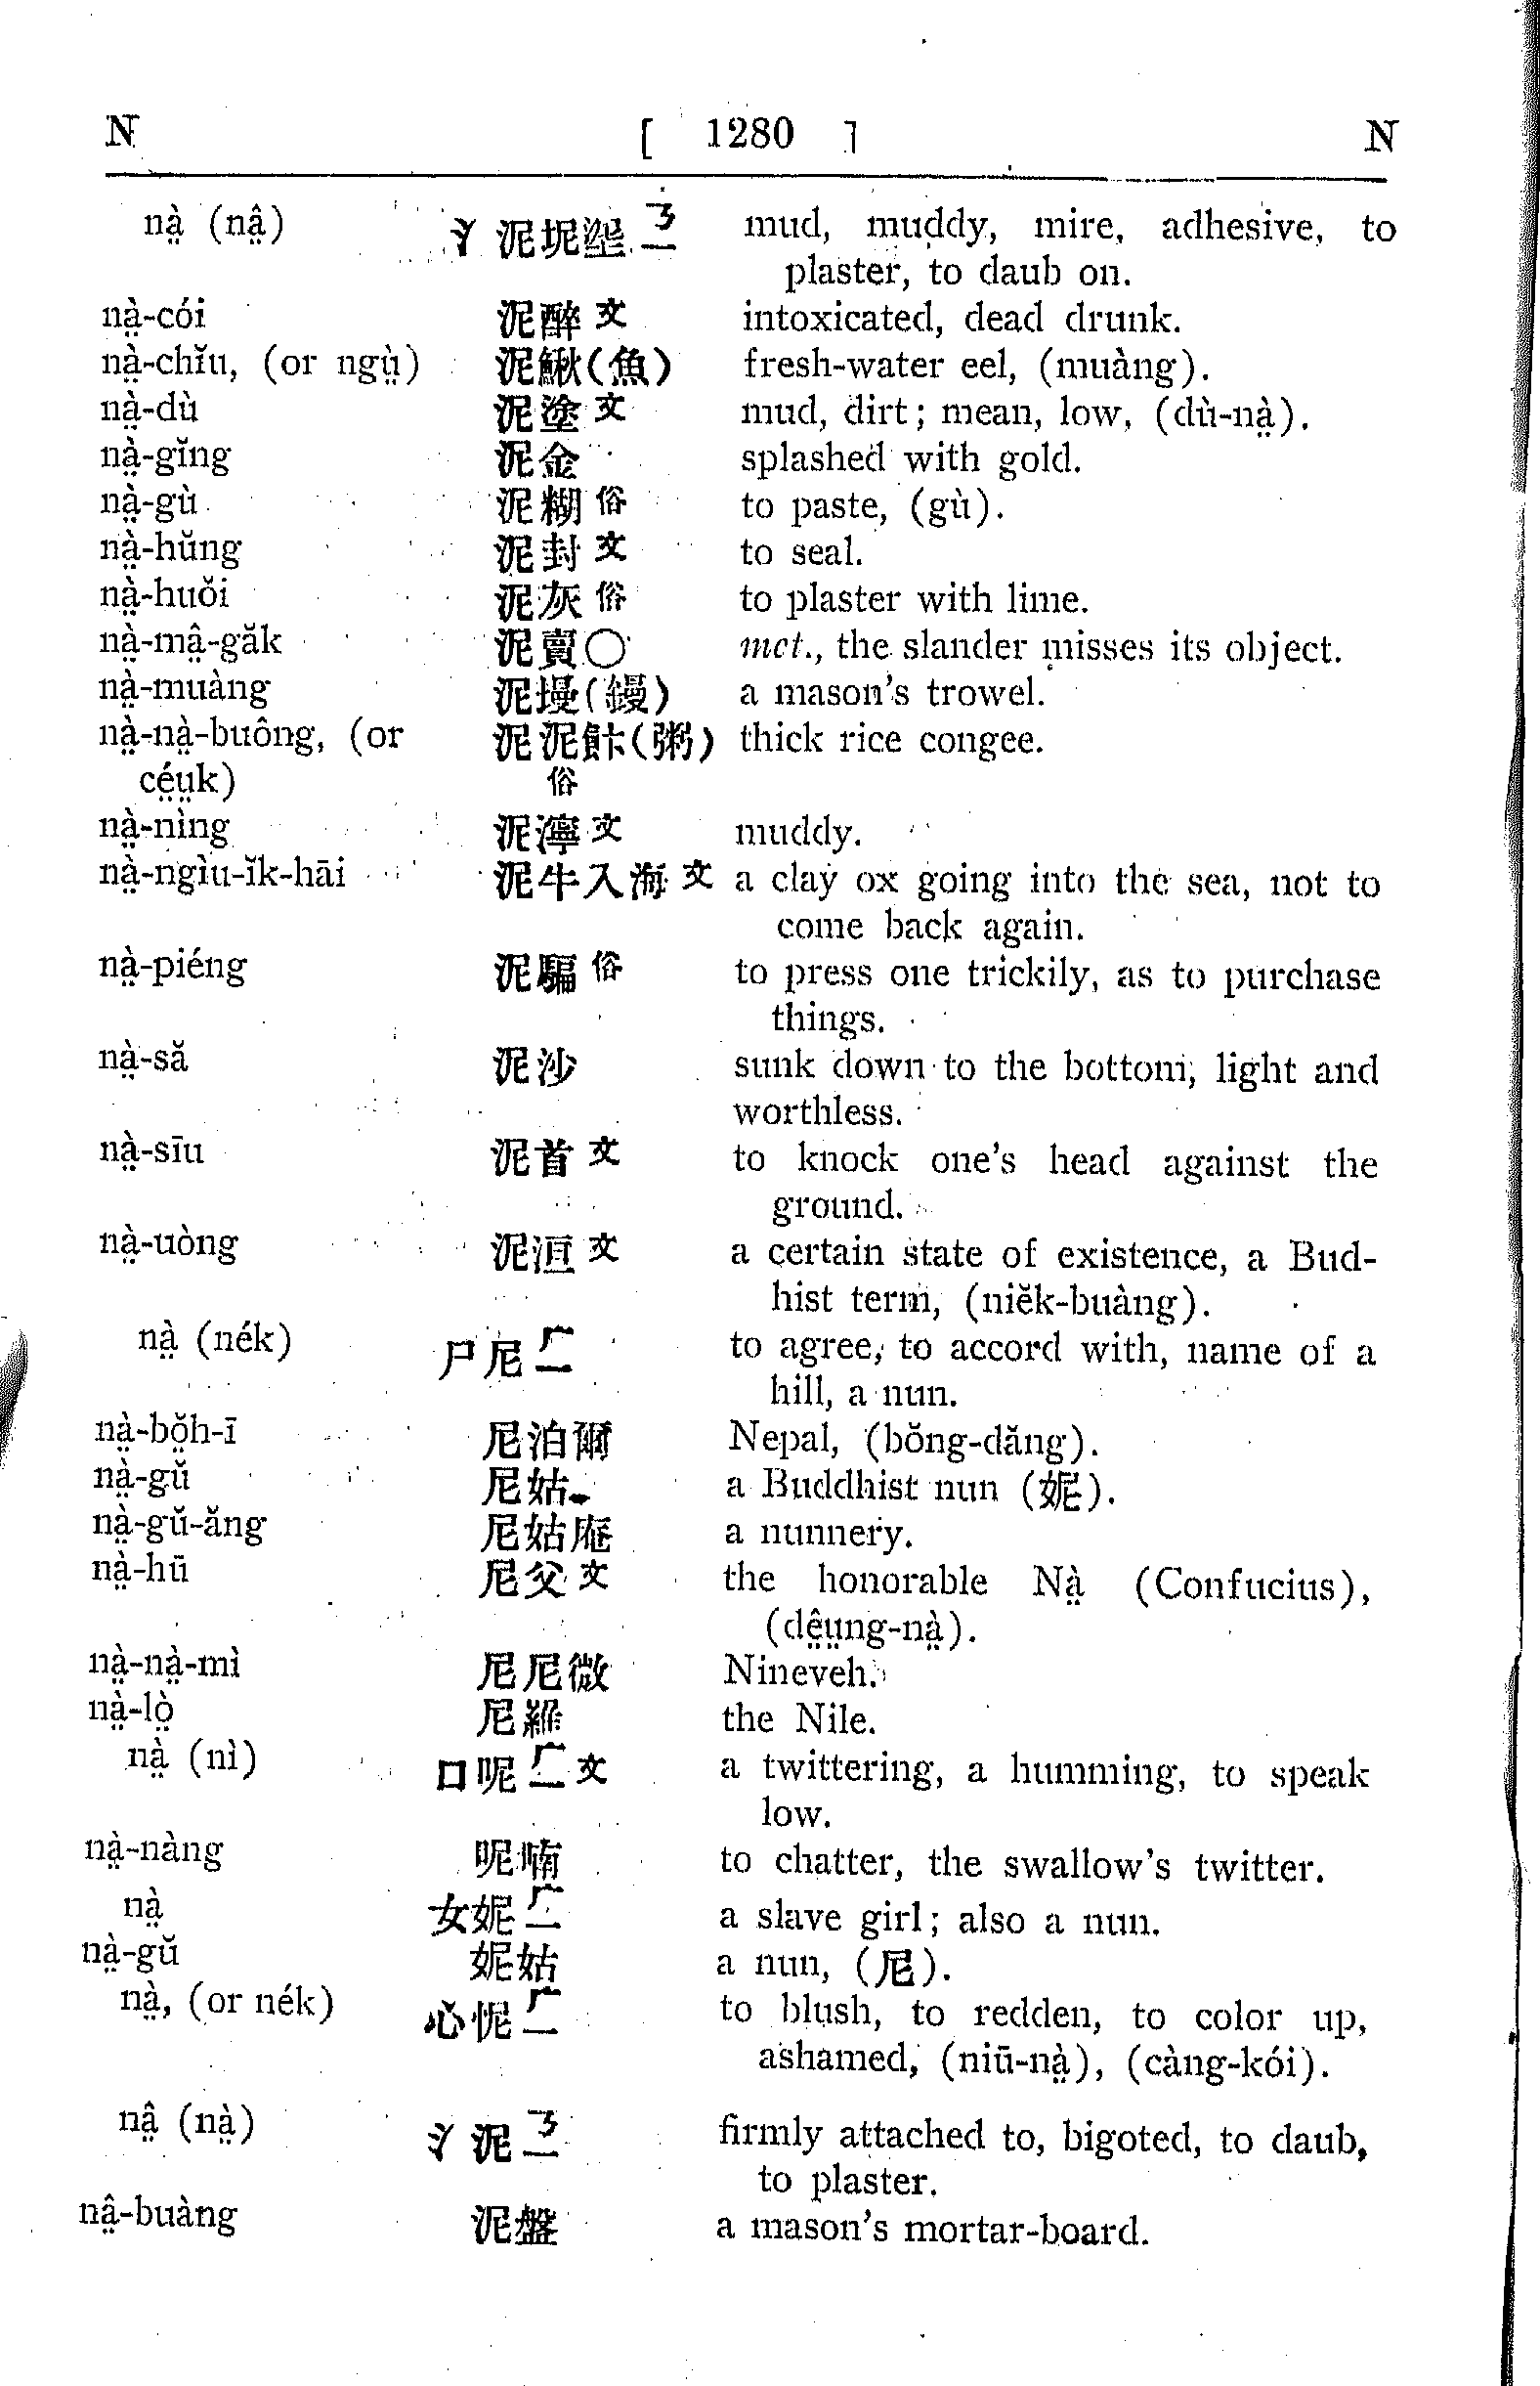 N [ 1280 ] N
nà̤ (nâ̤) 氵泥坭埿 mud, muddy, mire, adhesive, to
plaster, to daub on.
nà̤-cói 泥醉文 intoxicated, dead drunk.
nà̤-chĭu, (or ngṳ̀) 泥鰍(魚) fresh-water eel, (muàng).
nà̤-dù 泥塗文 mud, dirt; mean, low, (dù-nà̤).
nà̤-gĭng 泥金 splashed with gold.
nà̤-gù 泥糊俗 to paste, (gù).
nà̤-hŭng 泥封文 to seal.
nà̤-huŏi 泥灰俗 to plaster with lime.
nà̤-mâ̤-găk 泥賣○ met., the slander misses its object.
nà̤-muàng 泥墁(鏝) a mason's trowel.
nà̤-nà̤-buông, (or 泥泥飰(粥) thick rice congee.
cé̤ṳk) 俗
nà̤-nìng 泥濘文 muddy.
nà̤-ngìu-ĭk-hāi 泥牛入海文 a clay ox going into the sea, not to
come back again.
nà̤-piéng 泥騙俗 to press one trickily, as to purchase
things.
nà̤-să 泥沙 sunk down to the bottom, light and
worthless.
nà̤-sīu 泥首文 to knock one's head against the
ground.
nà̤-uòng 泥洹文 a certain state of existence, a Bud-
hist term, (niĕk-buàng).
nà̤ (nék) 尸尼 to agree, to accord with, name of a
hill, a nun.
nà̤-bŏ̤h-ī 尼泊爾 Nepal, (bŏng-dăng).
nà̤-gŭ 尼姑 a Buddhist nun (妮).
nà̤-gŭ-ăng 尼姑庵 a nunnery.
nà̤-hū 尼父文 the honorable Nà̤ (Confucius),
(dê̤ṳng-nà̤).
nà̤-nà̤-mì 尼尼微 Nineveh.
nà̤-lò̤ 尼羅 the Nile.
nà̤ (nì) 口呢 文 a twittering, a humming, to speak
low.
nà̤-nàng 呢喃 to chatter, the swallow's twitter.
nà̤ 女妮 a slave girl; also a nun.
nà̤-gŭ 妮姑 a nun, (尼).
nà̤, (or nék) 心怩 to blush, to redden, to color up,
ashamed, (niū-nà̤), (càng-kói).
nâ̤ (nà̤) 氵泥 firmly attached to, bigoted, to daub,
to plaster.
nâ̤-buàng 泥盤 a mason's mortar-board.